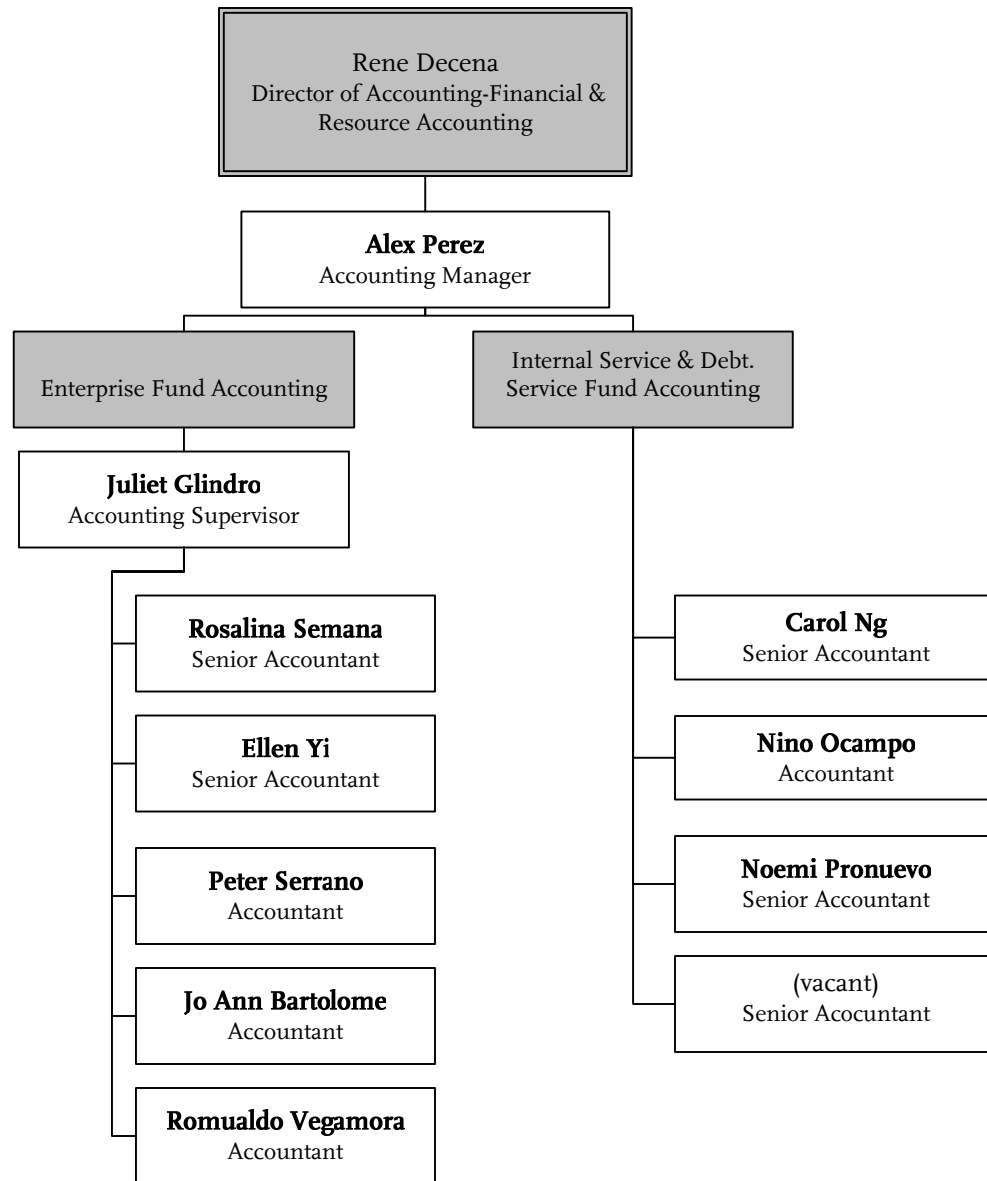 Rene Decena
Director of Accounting-Financial &
Resource Accounting
Alex Perez
Accounting Manager
Enterprise Fund Accounting
Internal Service & Debt.
Service Fund Accounting
Juliet Glindro
Accounting Supervisor
Rosalina Semana
Senior Accountant
Ellen Yi
Senior Accountant
Peter Serrano
Accountant
Jo Ann Bartolome
Accountant
Romualdo Vegamora
Accountant
Carol Ng
Senior Accountant
Nino Ocampo
Accountant
Noemi Pronuevo
Senior Accountant
(vacant)
Senior Acocuntant